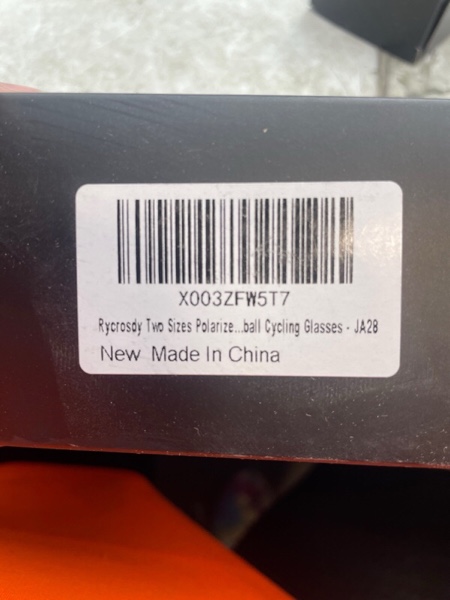 X003ZFW5T7
Rycrosdy Two Sizes Polarize...ball Cycling Glasses - JA28
New Made In China